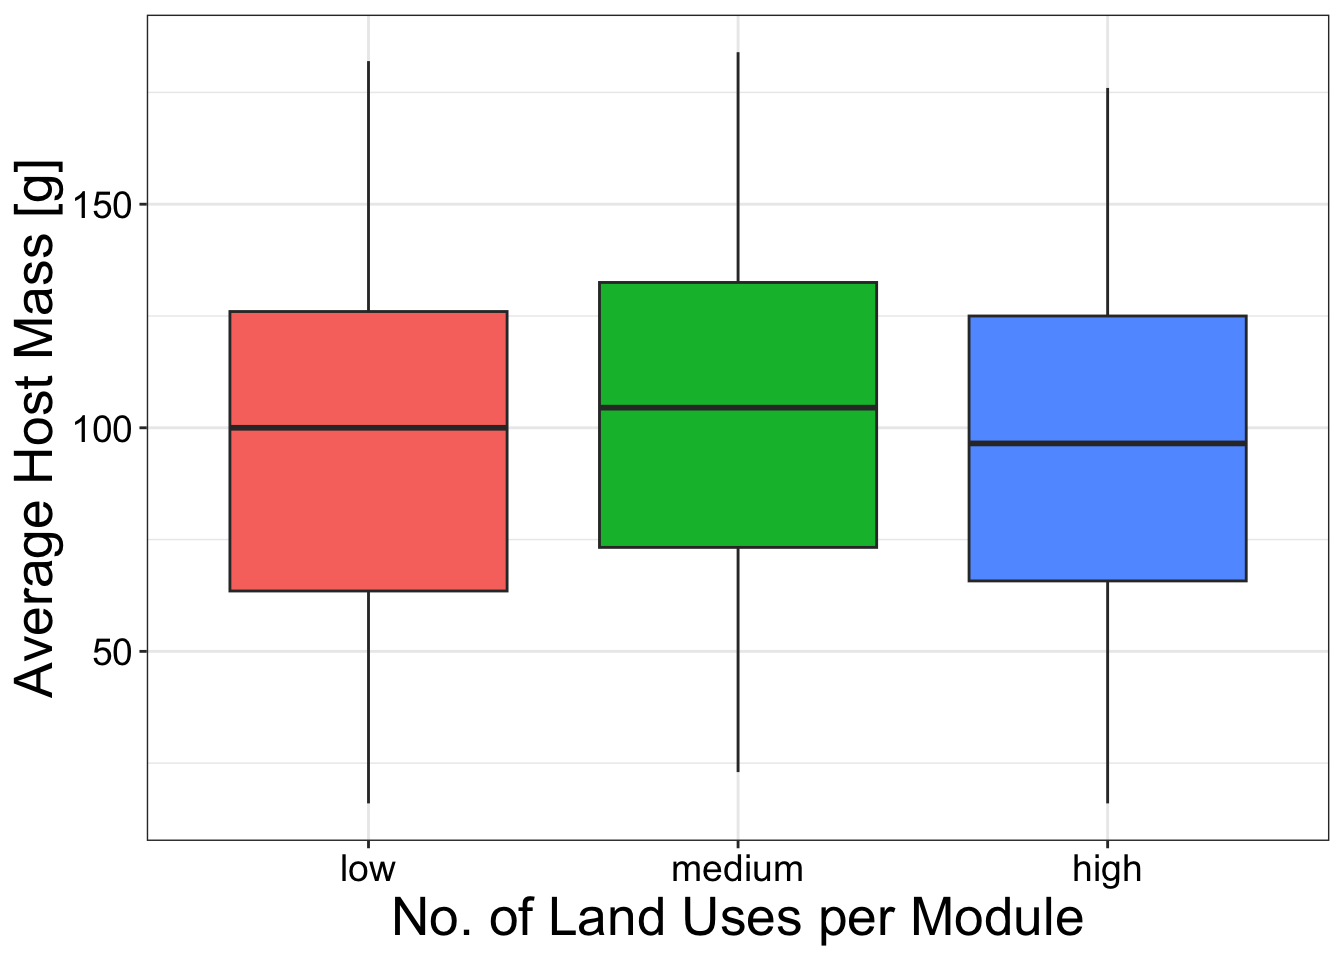 Average Host Mass [g]
150
100
50
low medium high
No. of Land Uses per Module